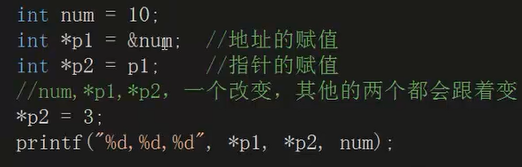 int num = 10;
int *p1 = &num; //地址的赋值
int *p2 = p1; //指针的赋值
//num,*p1,*p2，一个改变，其他的两个都会跟着变
*p2 = 3;
printf("%d,%d,%d", *p1, *p2, num);